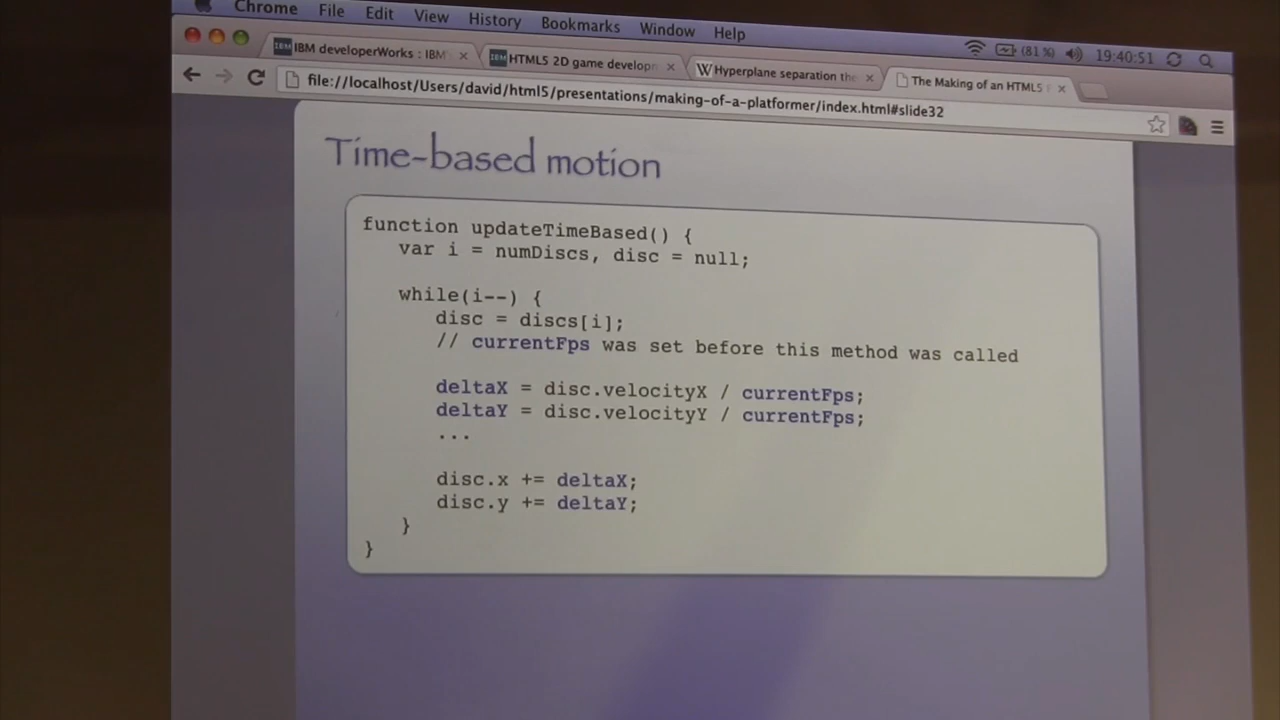 Chrome File Edit View History Bookmarks Window Help (81%) 19:40:51
IBM developerWorks : IBM HTML5 2D game developm Hyperplane separation the The Making of an HTML5
file://localhost/Users/david/html5/presentations/making-of-a-platformer/index.html#slide32
Time-based motion
function updateTimeBased() {
var i = numDiscs, disc = null;
while(i--) {
disc = discs[i];
// currentFps was set before this method was called
deltaX = disc.velocityX / currentFps;
deltaY = disc.velocityY / currentFps;
...
disc.x += deltaX;
disc.y += deltaY;
}
}